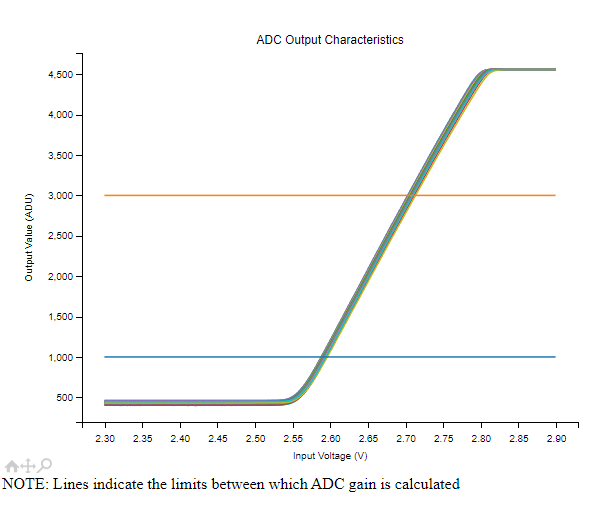 ADC Output Characteristics
4,500
4,000
3,500
3,000
2,500
2,000
1,500
1,000
500
Output Value (ADU)
2.30 2.35 2.40 2.45 2.50 2.55 2.60 2.65 2.70 2.75 2.80 2.85 2.90
Input Voltage (V)
NOTE: Lines indicate the limits between which ADC gain is calculated